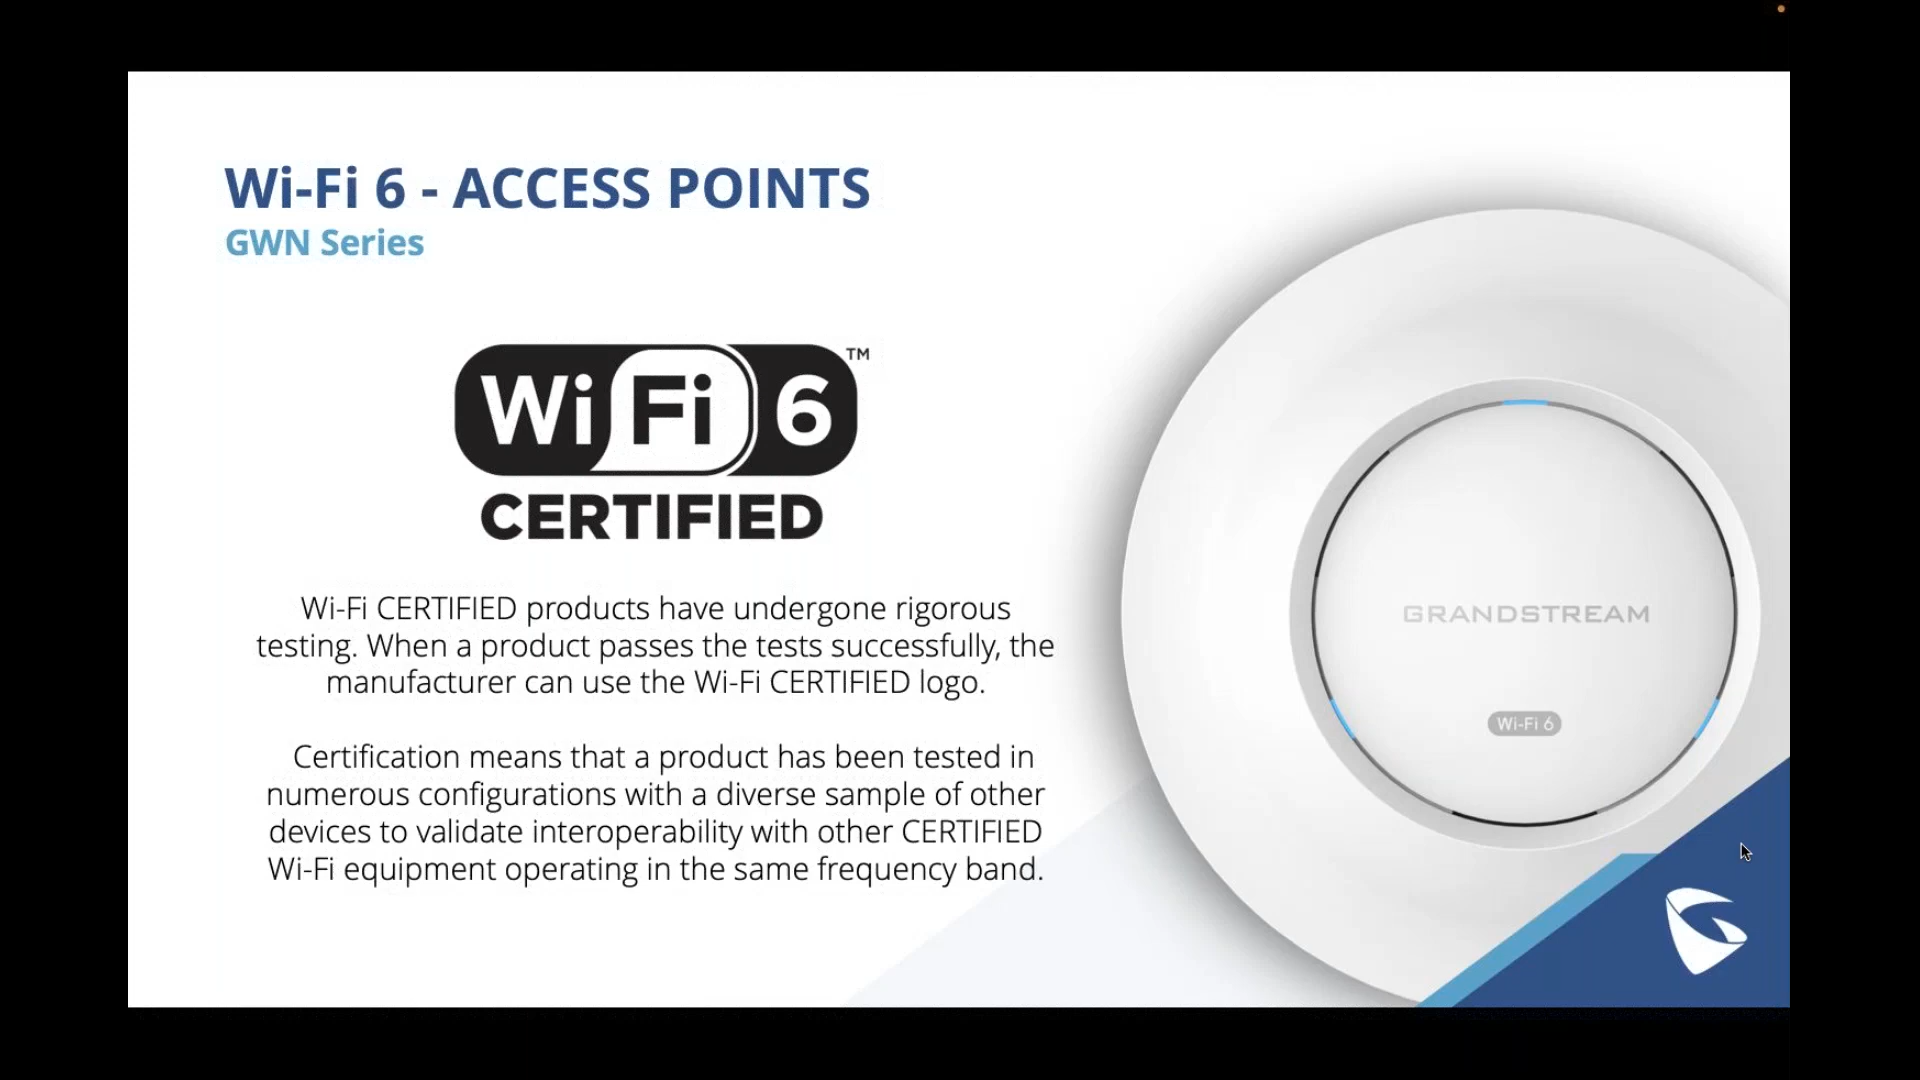 Wi-Fi 6 - ACCESS POINTS
GWN Series
Wi Fi 6 ™
CERTIFIED
Wi-Fi CERTIFIED products have undergone rigorous
testing. When a product passes the tests successfully, the
manufacturer can use the Wi-Fi CERTIFIED logo.
Certification means that a product has been tested in
numerous configurations with a diverse sample of other
devices to validate interoperability with other CERTIFIED
Wi-Fi equipment operating in the same frequency band.
GRANDSTREAM
Wi-Fi 6